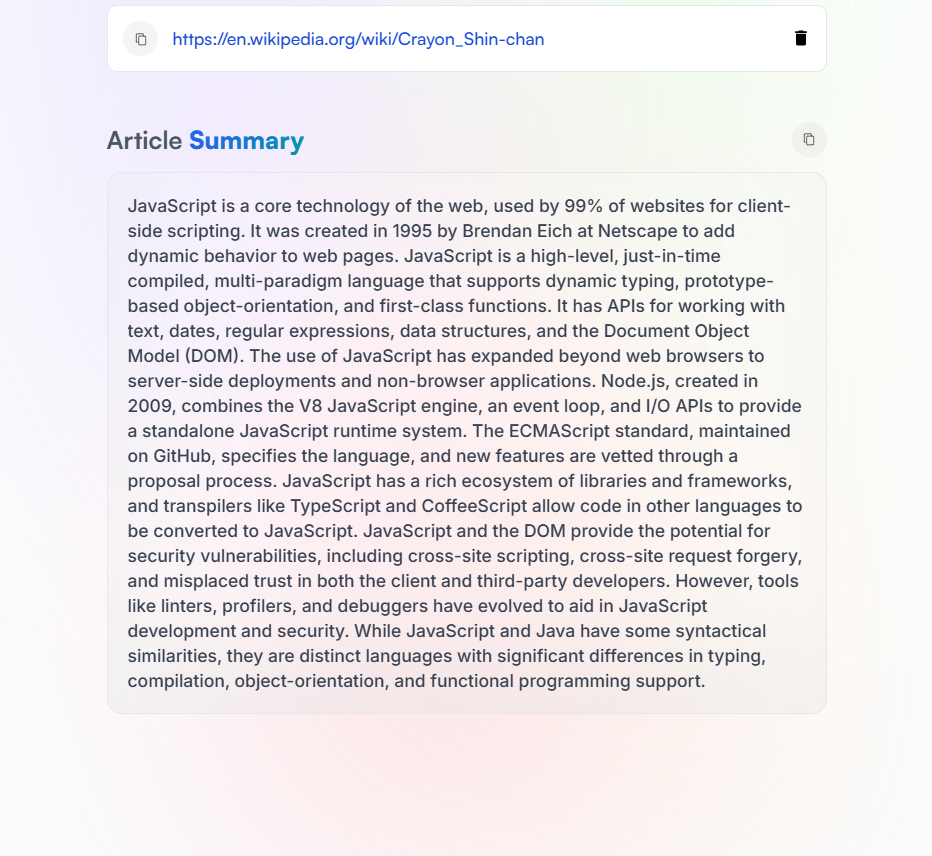 https://en.wikipedia.org/wiki/Crayon_Shin-chan
Article Summary
JavaScript is a core technology of the web, used by 99% of websites for client-
side scripting. It was created in 1995 by Brendan Eich at Netscape to add
dynamic behavior to web pages. JavaScript is a high-level, just-in-time
compiled, multi-paradigm language that supports dynamic typing, prototype-
based object-orientation, and first-class functions. It has APIs for working with
text, dates, regular expressions, data structures, and the Document Object
Model (DOM). The use of JavaScript has expanded beyond web browsers to
server-side deployments and non-browser applications. Node.js, created in
2009, combines the V8 JavaScript engine, an event loop, and I/O APIs to provide
a standalone JavaScript runtime system. The ECMAScript standard, maintained
on GitHub, specifies the language, and new features are vetted through a
proposal process. JavaScript has a rich ecosystem of libraries and frameworks,
and transpilers like TypeScript and CoffeeScript allow code in other languages to
be converted to JavaScript. JavaScript and the DOM provide the potential for
security vulnerabilities, including cross-site scripting, cross-site request forgery,
and misplaced trust in both the client and third-party developers. However, tools
like linters, profilers, and debuggers have evolved to aid in JavaScript
development and security. While JavaScript and Java have some syntactical
similarities, they are distinct languages with significant differences in typing,
compilation, object-orientation, and functional programming support.